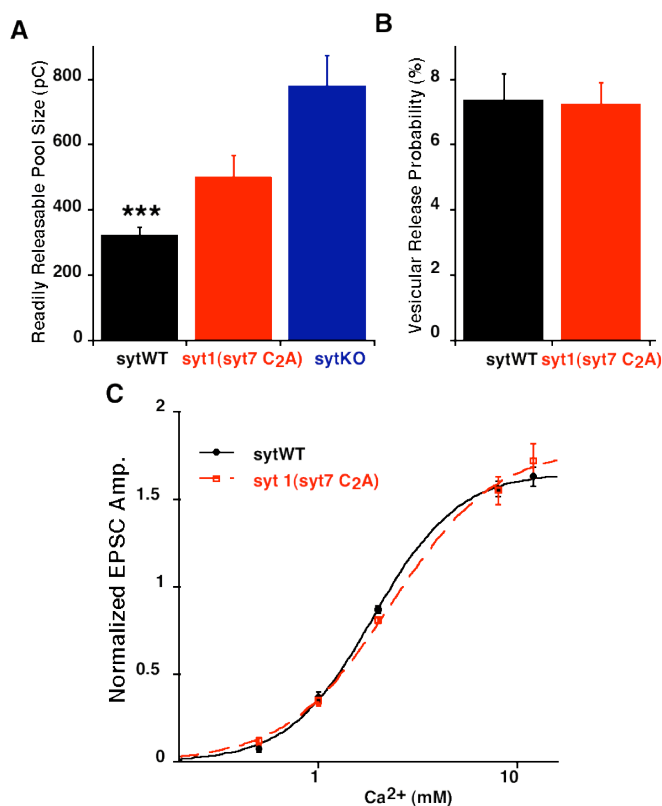 A
Readily Releasable Pool Size (pC)
800
600
400
200
0
***
sytWT syt1(syt7 C2A) sytKO
B
Vesicular Release Probability (%)
8
6
4
2
0
sytWT syt1(syt7 C2A)
C
Normalized EPSC Amp.
2
1.5
1
0.5
0
sytWT
syt 1(syt7 C2A)
1 10
Ca2+ (mM)